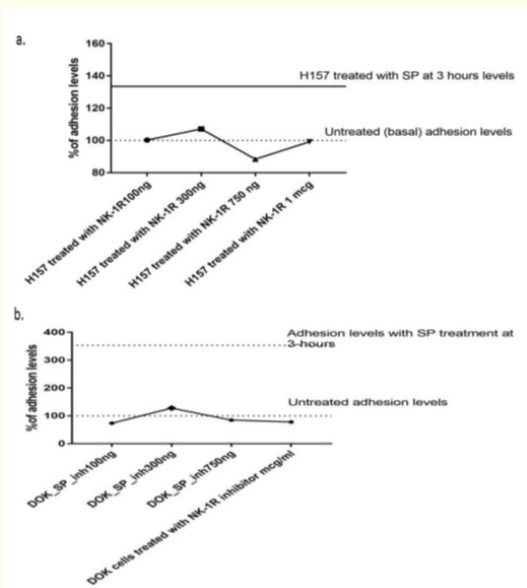 a.
160
140
120
100
80
%of adhesion levels
H157 treated with SP at 3 hours levels
Untreated (basal) adhesion levels
H157 treated with NK-1R100ng
H157 treated with NK-1R 300ng
H157 treated with NK-1R 750 ng
H157 treated with NK-1R 1 mcg
b.
400
300
200
100
0
%of adhesion levels
Adhesion levels with SP treatment at
3-hours
Untreated adhesion levels
DOK_SP_inh100ng
DOK_SP_inh300ng
DOK_SP_inh750ng
DOK cells treated with NK-1R inhibitor mcg/ml